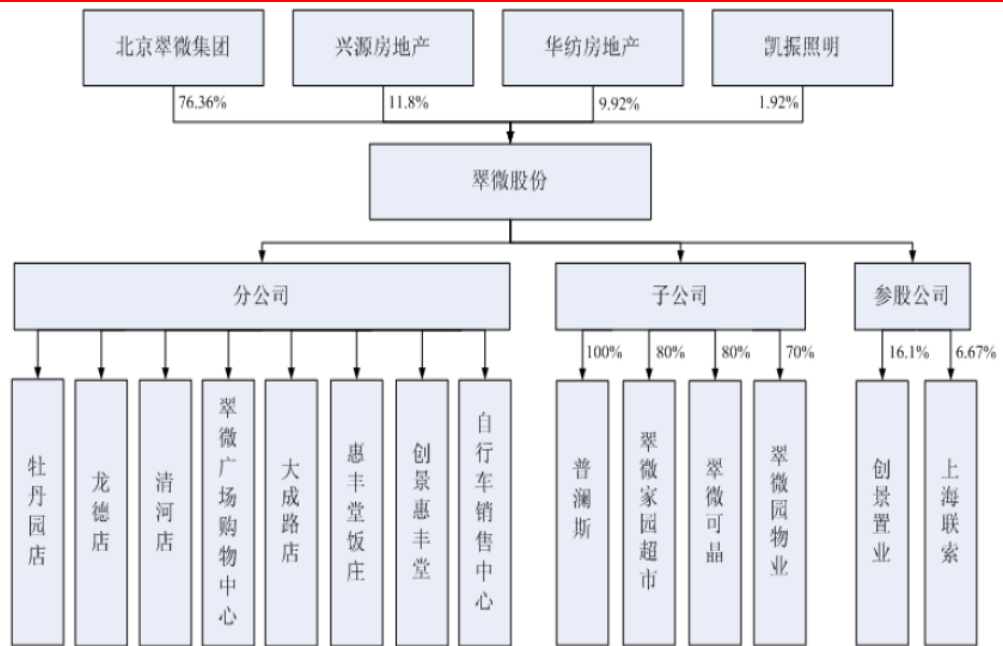 北京翠微集团
兴源房地产
华纺房地产
凯振照明
76.36%
11.8%
9.92%
1.92%
翠微股份
分公司
子公司
参股公司
100%
80%
80%
70%
16.1%
6.67%
牡丹园店
龙德店
清河店
翠微广场购物中心
大成路店
惠丰堂饭庄
创景惠丰堂
自行车销售中心
普澜斯
翠微家园超市
翠微可晶
翠微园物业
创景置业
上海联索